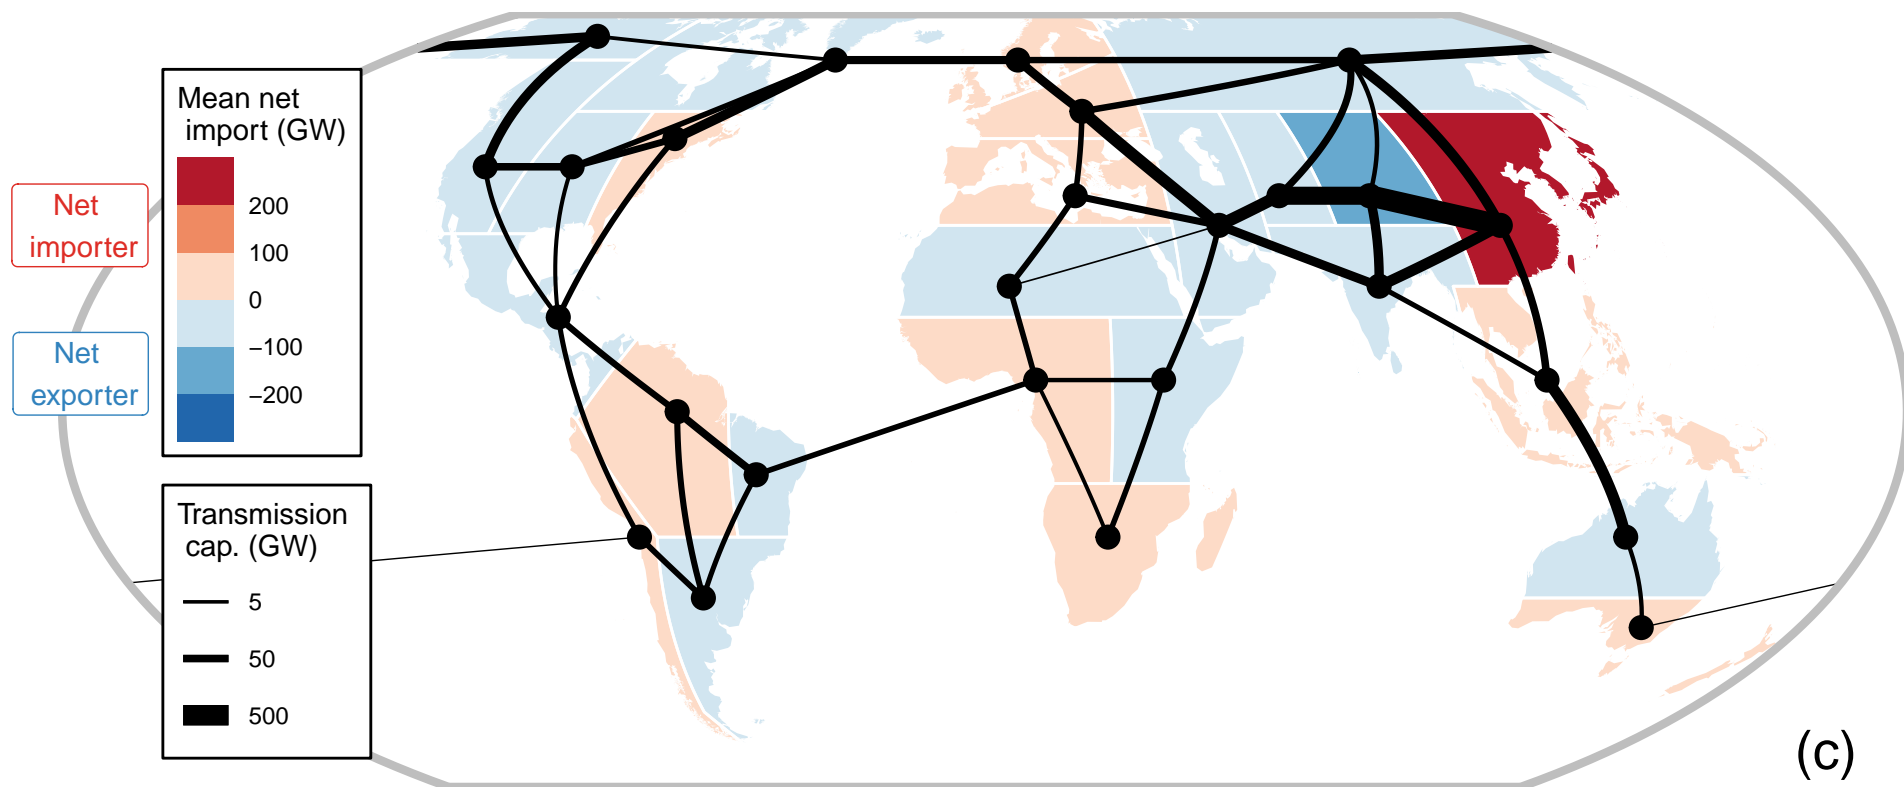 Mean net
import (GW)
200
100
0
−100
−200
Net
importer
Net
exporter
Transmission
cap. (GW)
5
50
500
(c)